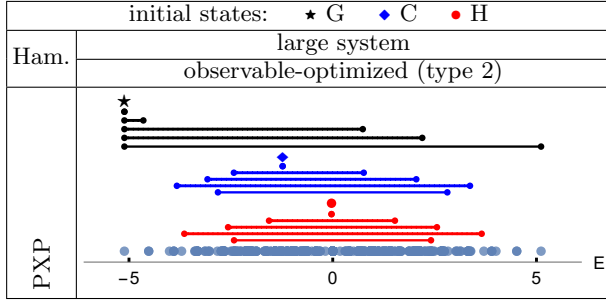 initial states: ★ G ◆ C ● H
Ham.
large system
observable-optimized (type 2)
PXP
−5 0 5 E